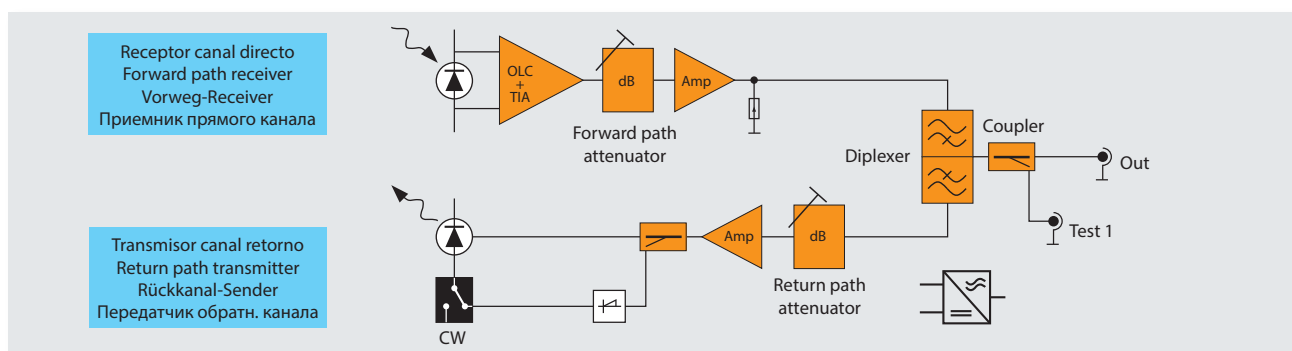 Receptor canal directo
Forward path receiver
Vorweg-Receiver
Приемник прямого канала
OLC
+
TIA
dB
Amp
Forward path
attenuator
Diplexer
Coupler
Out
Test 1
Transmisor canal retorno
Return path transmitter
Rückkanal-Sender
Передатчик обратн. канала
CW
Amp
dB
Return path
attenuator